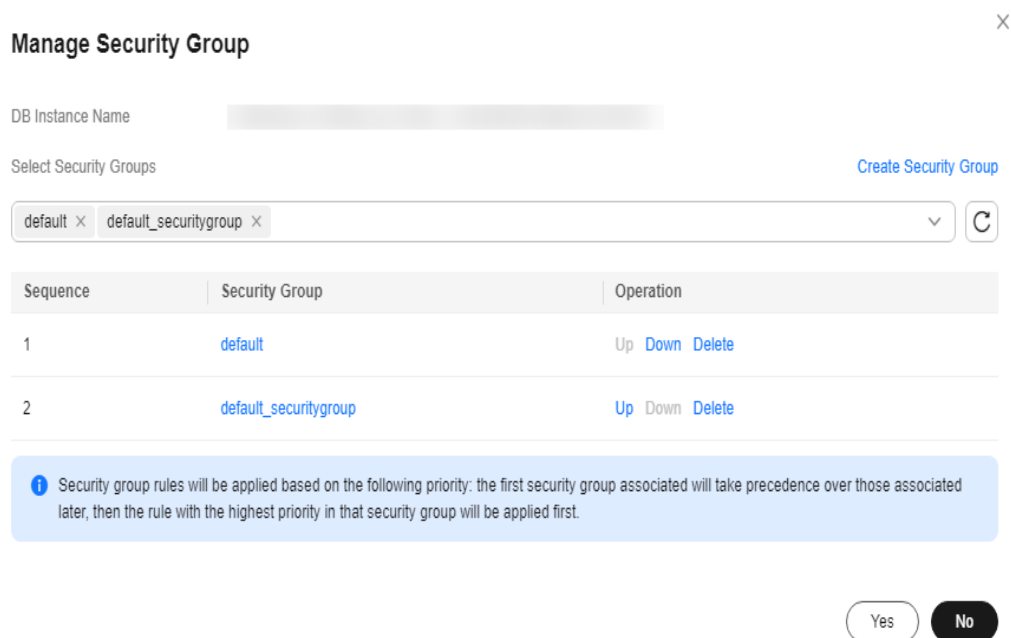 Manage Security Group
DB Instance Name
Select Security Groups Create Security Group
default × default_securitygroup ×
Sequence Security Group Operation
1 default Up Down Delete
2 default_securitygroup Up Down Delete
Security group rules will be applied based on the following priority: the first security group associated will take precedence over those associated
later, then the rule with the highest priority in that security group will be applied first.
Yes No